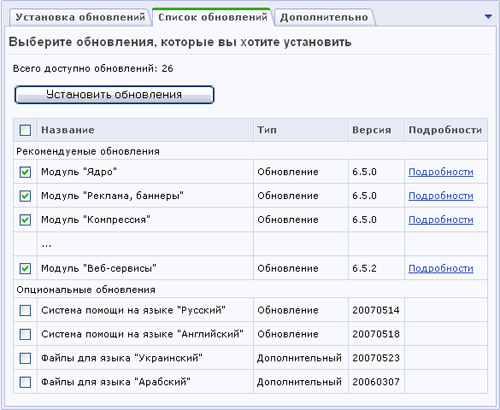 Установка обновлений Список обновлений Дополнительно
Выберите обновления, которые вы хотите установить
Всего доступно обновлений: 26
Установить обновления
Название Тип Версия Подробности
Рекомендуемые обновления
Модуль "Ядро" Обновление 6.5.0 Подробности
Модуль "Реклама, баннеры" Обновление 6.5.0 Подробности
Модуль "Компрессия" Обновление 6.5.0 Подробности
...
Модуль "Веб-сервисы" Обновление 6.5.2 Подробности
Опциональные обновления
Система помощи на языке "Русский" Обновление 20070514
Система помощи на языке "Английский" Обновление 20070518
Файлы для языка "Украинский" Дополнительный 20070523
Файлы для языка "Арабский" Дополнительный 20060307